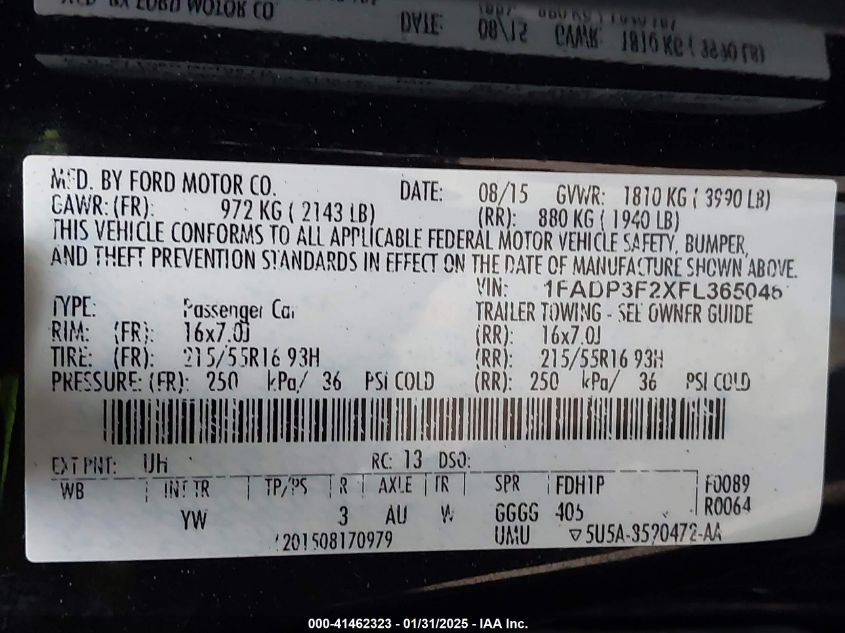 MFD. BY FORD MOTOR CO
DATE: 08/15 GVWR: 1810 KG ( 3990 LB)
MFD. BY FORD MOTOR CO.
DATE: 08/15 GVWR: 1810 KG ( 3990 LB)
GAWR: (FR): 972 KG ( 2143 LB) (RR): 880 KG ( 1940 LB)
THIS VEHICLE CONFORMS TO ALL APPLICABLE FEDERAL MOTOR VEHICLE SAFETY, BUMPER,
AND THEFT PREVENTION STANDARDS IN EFFECT ON THE DATE OF MANUFACTURE SHOWN ABOVE.
VIN: 1FADP3F2XFL365046
TYPE: Passenger Car TRAILER TOWING - SEE OWNER GUIDE
RIM: (FR): 16x7.0J (RR): 16x7.0J
TIRE: (FR): 215/55R16 93H (RR): 215/55R16 93H
PRESSURE: (FR): 250 kPa/ 36 PSI COLD (RR): 250 kPa/ 36 PSI COLD
EXT PNT: UH RC: 13 DSO:
WB INT TR TP/PS R AXLE TR SPR FDH1P F0089
YW 3 AU W GGGG 405 R0064
201508170979 UMU 5U5A-3520472-AA
000-41462323 - 01/31/2025 - IAA Inc.